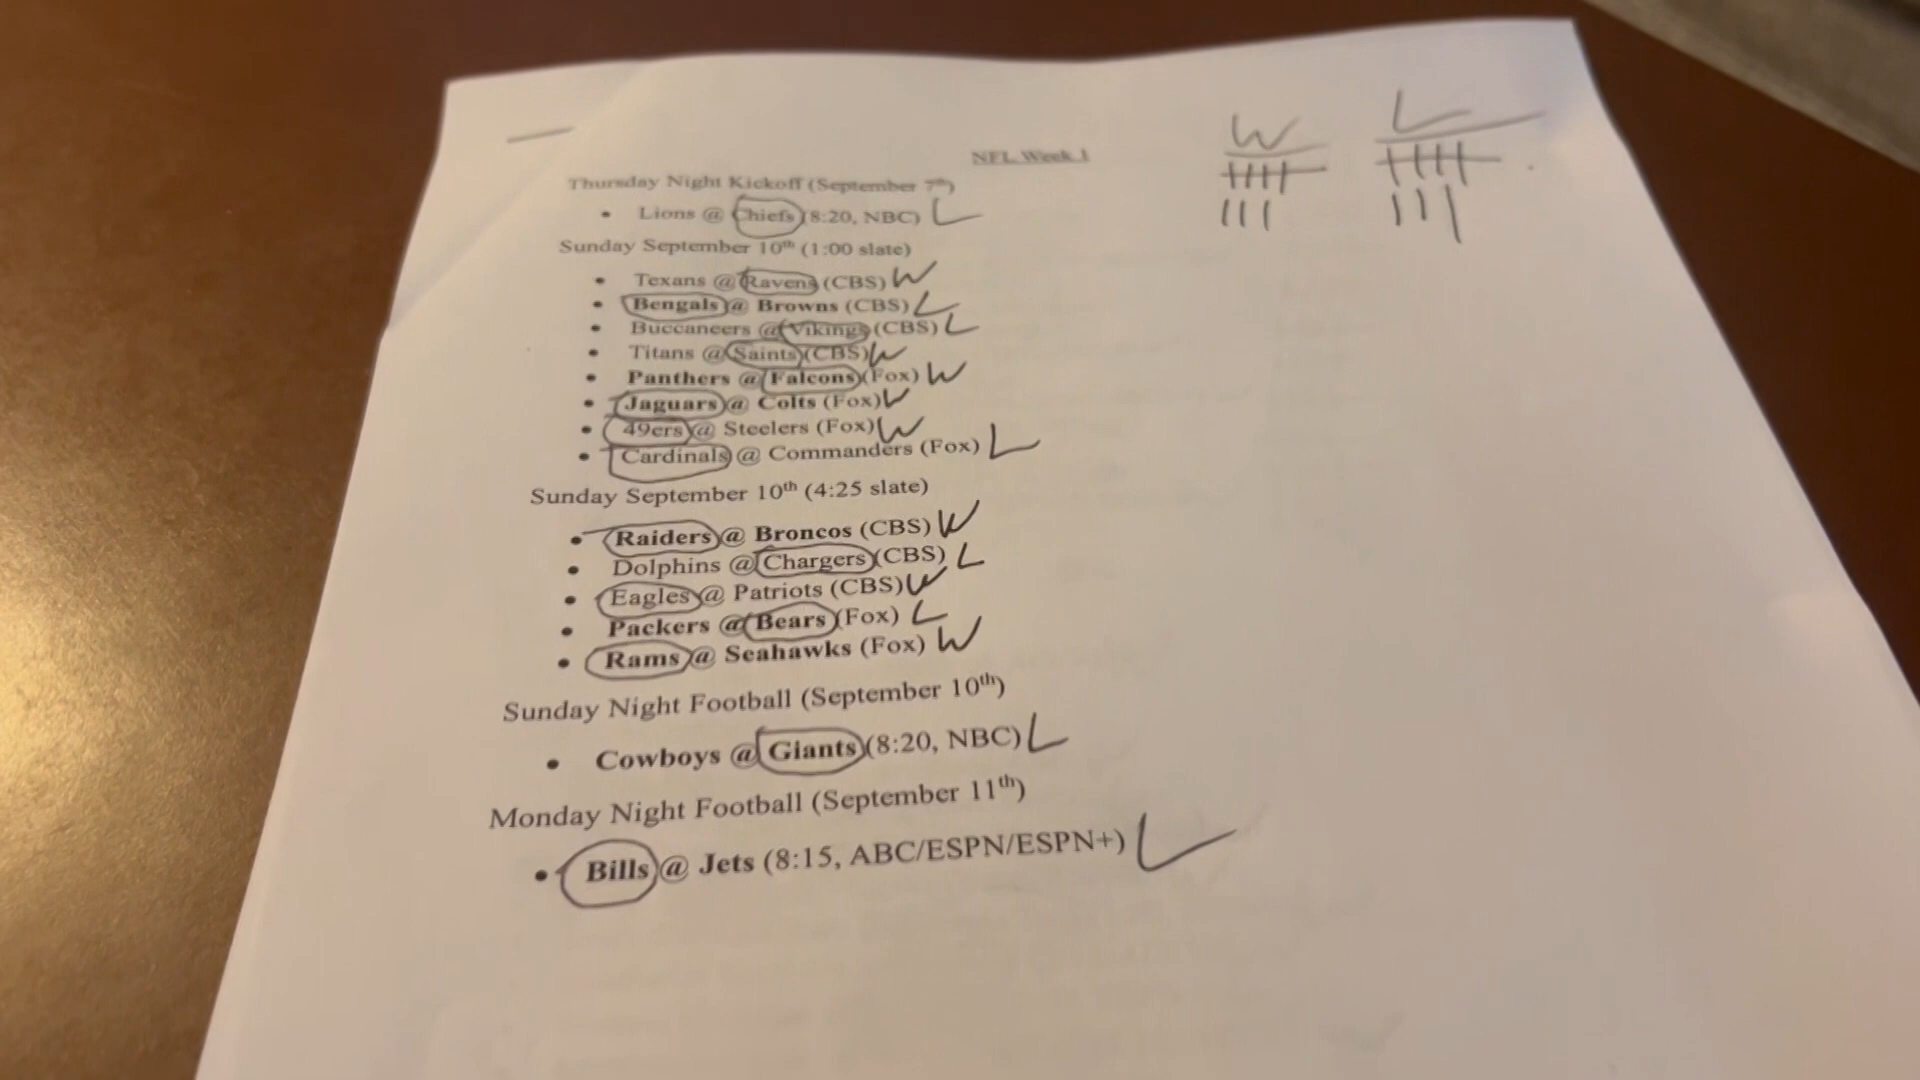 W L
NFL Week 1
Thursday Night Kickoff (September 7th)
• Lions @ Chiefs (8:20, NBC) L
Sunday September 10th (1:00 slate)
• Texans @ Ravens (CBS) W
• Bengals @ Browns (CBS) L
• Buccaneers @ Vikings (CBS) L
• Titans @ Saints (CBS) W
• Panthers @ Falcons (Fox) W
• Jaguars @ Colts (Fox) W
• 49ers @ Steelers (Fox) W
• Cardinals @ Commanders (Fox) L
Sunday September 10th (4:25 slate)
• Raiders @ Broncos (CBS) W
• Dolphins @ Chargers (CBS) L
• Eagles @ Patriots (CBS) W
• Packers @ Bears (Fox) L
• Rams @ Seahawks (Fox) W
Sunday Night Football (September 10th)
• Cowboys @ Giants (8:20, NBC) L
Monday Night Football (September 11th)
• Bills @ Jets (8:15, ABC/ESPN/ESPN+) L